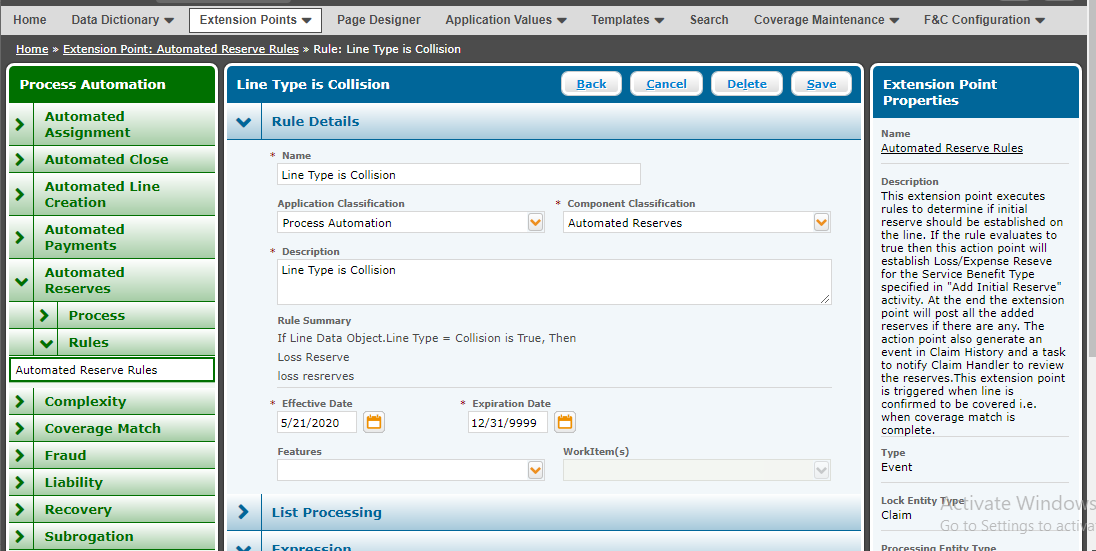 Home
Data Dictionary
Extension Points
Page Designer
Application Values
Templates
Search
Coverage Maintenance
F&C Configuration
Home » Extension Point: Automated Reserve Rules » Rule: Line Type is Collision
Process Automation
Automated
Assignment
Automated Close
Automated Line
Creation
Automated
Payments
Automated
Reserves
Process
Rules
Automated Reserve Rules
Complexity
Coverage Match
Fraud
Liability
Recovery
Subrogation
Line Type is Collision
Back
Cancel
Delete
Save
Rule Details
* Name
Line Type is Collision
Application Classification
Process Automation
* Component Classification
Automated Reserves
* Description
Line Type is Collision
Rule Summary
If Line Data Object.Line Type = Collision is True, Then
Loss Reserve
loss resrerves
* Effective Date
5/21/2020
* Expiration Date
12/31/9999
Features
WorkItem(s)
List Processing
Expression
Extension Point
Properties
Name
Automated Reserve Rules
Description
This extension point executes
rules to determine if initial
reserve should be established on
the line. If the rule evaluates to
true then this action point will
establish Loss/Expense Reseve
for the Service Benefit Type
specified in "Add Initial Reserve"
activity. At the end the extension
point will post all the added
reserves if there are any. The
action point also generate an
event in Claim History and a task
to notify Claim Handler to review
the reserves.This extension point
is triggered when line is
confirmed to be covered i.e.
when coverage match is
complete.
Type
Event
Lock Entity Type
Claim
Processing Entity Type
Activate Windows
Go to Settings to activa